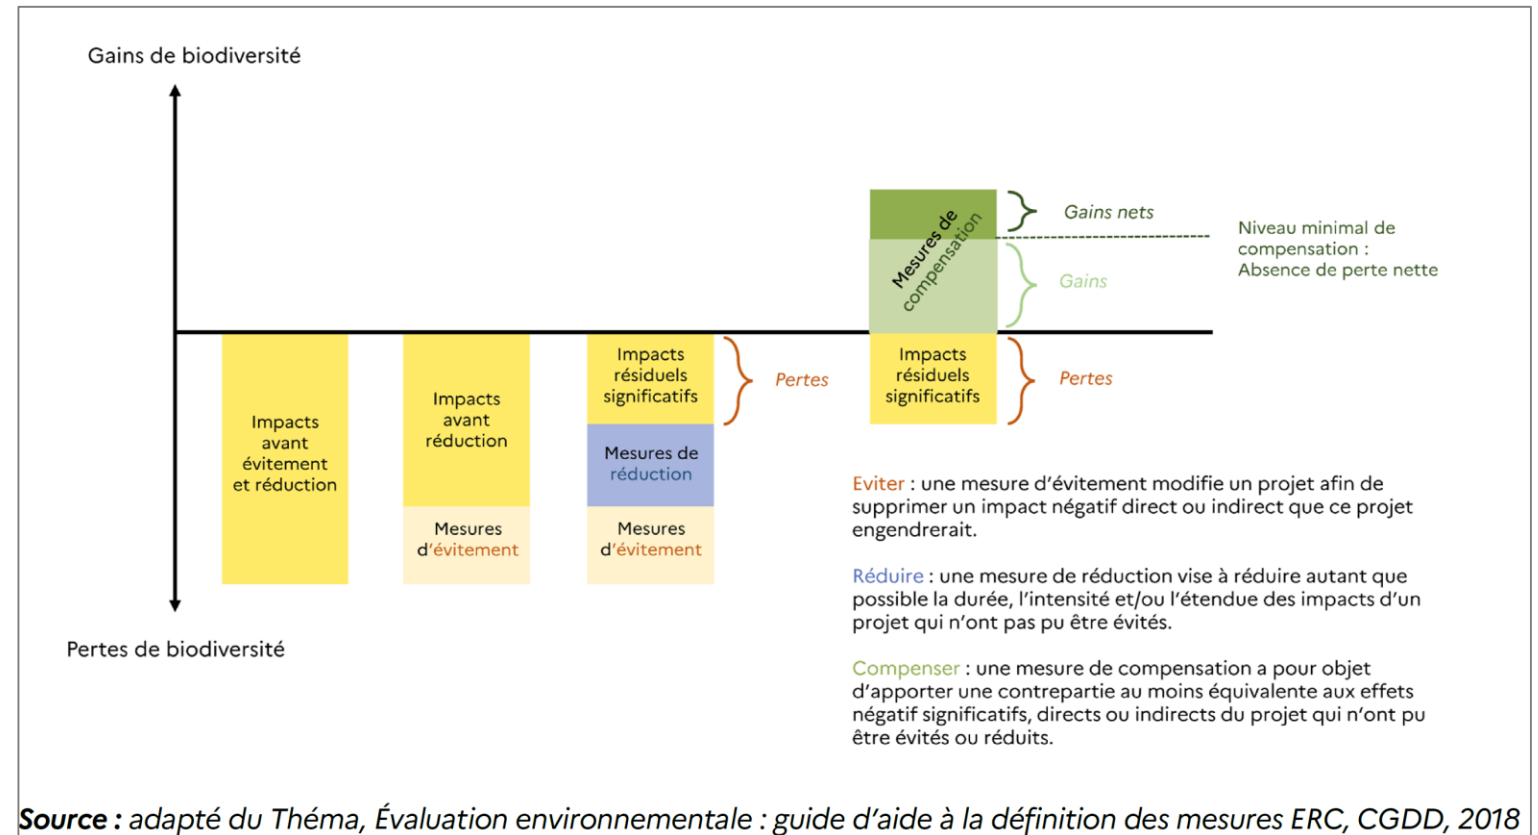 Gains de biodiversité
Impacts
avant
évitement
et réduction
Impacts
avant
réduction
Mesures
d'évitement
Impacts
résiduels
significatifs
Pertes
Mesures de
réduction
Mesures
d'évitement
Mesures de
compensation
Gains nets
Gains
Niveau minimal de
compensation :
Absence de perte nette
Impacts
résiduels
significatifs
Pertes
Pertes de biodiversité
Eviter : une mesure d'évitement modifie un projet afin de
supprimer un impact négatif direct ou indirect que ce projet
engendrerait.
Réduire : une mesure de réduction vise à réduire autant que
possible la durée, l'intensité et/ou l'étendue des impacts d'un
projet qui n'ont pas pu être évités.
Compenser : une mesure de compensation a pour objet
d'apporter une contrepartie au moins équivalente aux effets
négatif significatifs, directs ou indirects du projet qui n'ont pu
être évités ou réduits.
Source : adapté du Théma, Évaluation environnementale : guide d'aide à la définition des mesures ERC, CGDD, 2018